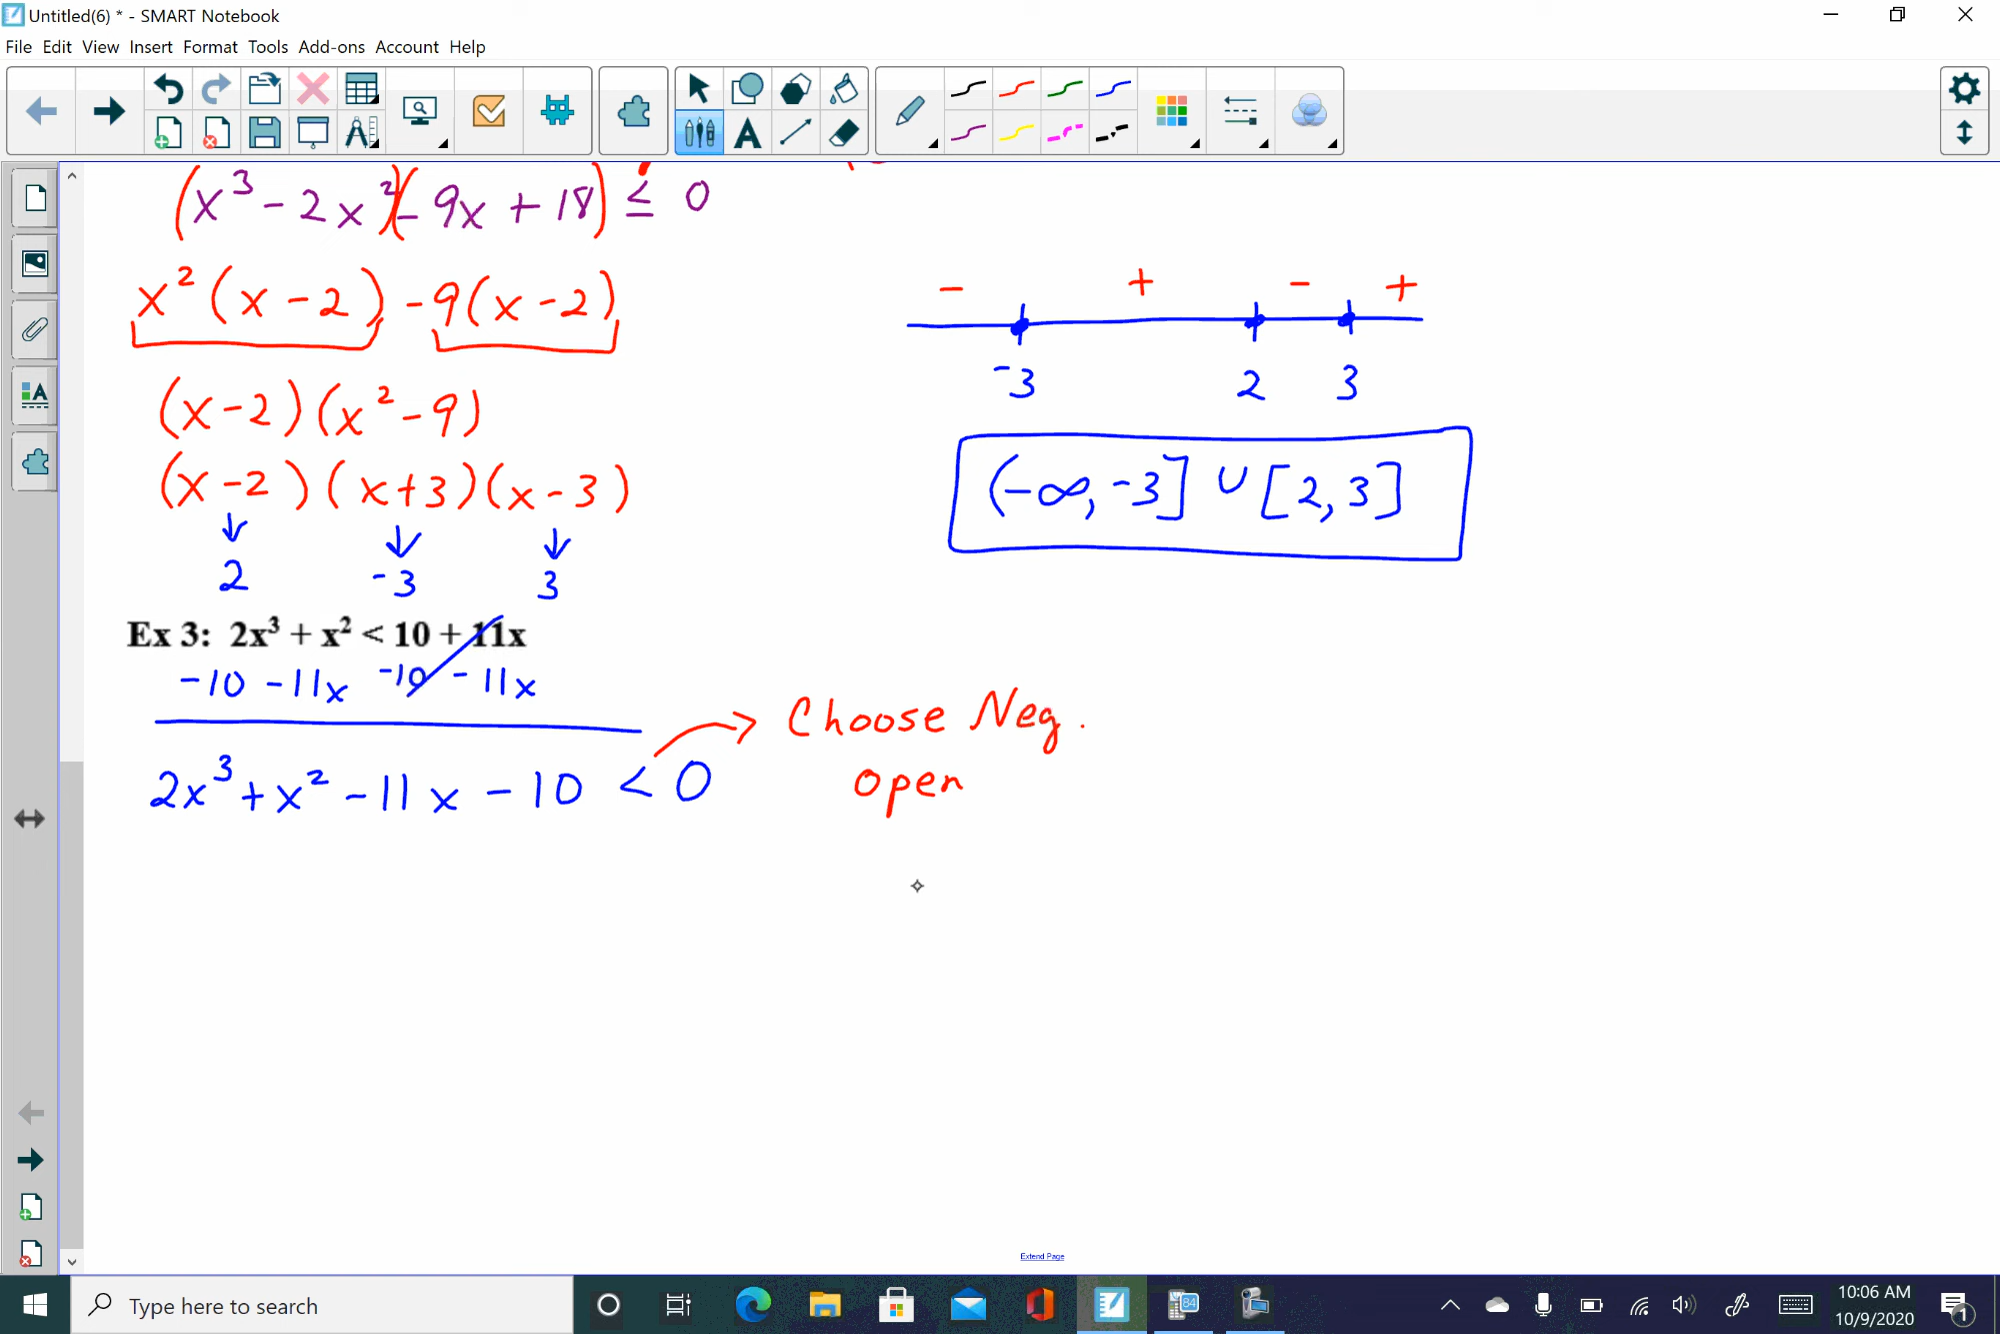 Untitled(6) * - SMART Notebook
File Edit View Insert Format Tools Add-ons Account Help
(x³ - 2x²)(- 9x + 18) ≤ 0
x²(x - 2) - 9(x - 2)
(x - 2)(x² - 9)
(x - 2)(x + 3)(x - 3)
2 -3 3
- + - +
-3 2 3
(-∞, -3] ∪ [2, 3]
Ex 3: 2x³ + x² < 10 + 11x
-10 - 11x -10 - 11x
2x³ + x² - 11x - 10 < 0
Choose Neg.
open
Extend Page
Type here to search
84
10:06 AM
10/9/2020
1